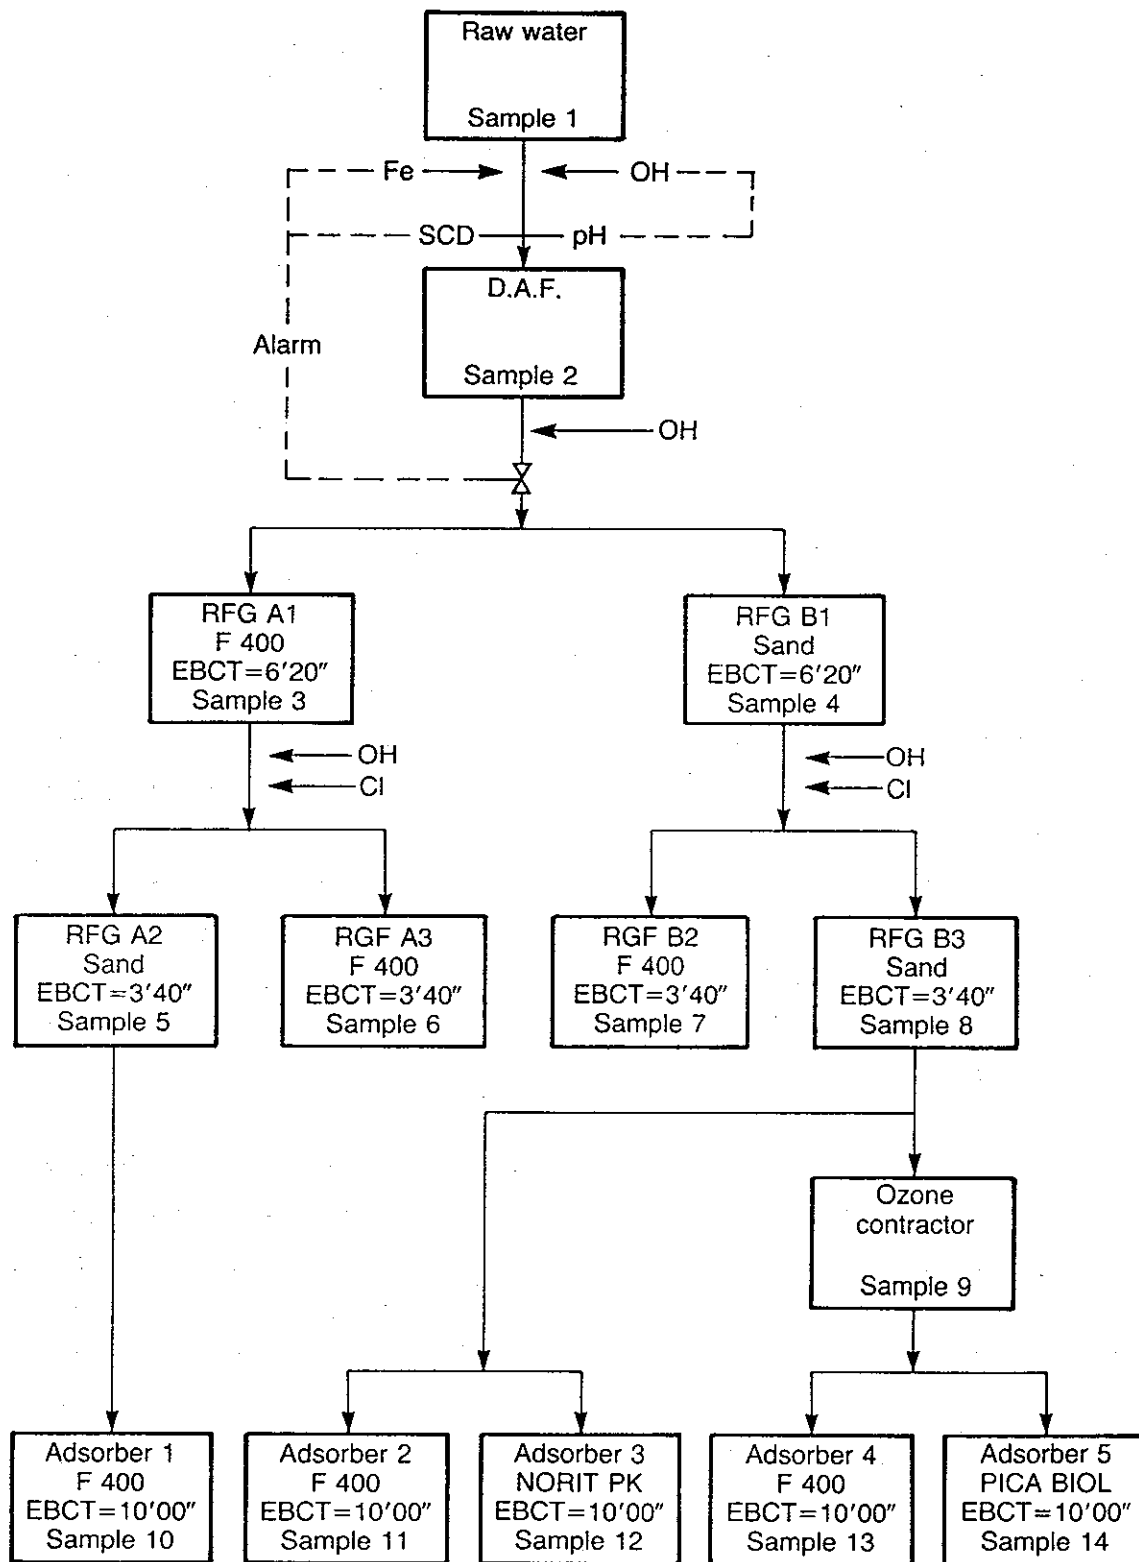 Raw water
Sample 1
Fe
OH
SCD
pH
D.A.F.
Sample 2
Alarm
OH
RFG A1
F 400
EBCT=6'20"
Sample 3
RFG B1
Sand
EBCT=6'20"
Sample 4
OH
Cl
OH
Cl
RFG A2
Sand
EBCT=3'40"
Sample 5
RGF A3
F 400
EBCT=3'40"
Sample 6
RGF B2
F 400
EBCT=3'40"
Sample 7
RFG B3
Sand
EBCT=3'40"
Sample 8
Ozone
contractor
Sample 9
Adsorber 1
F 400
EBCT=10'00"
Sample 10
Adsorber 2
F 400
EBCT=10'00"
Sample 11
Adsorber 3
NORIT PK
EBCT=10'00"
Sample 12
Adsorber 4
F 400
EBCT=10'00"
Sample 13
Adsorber 5
PICA BIOL
EBCT=10'00"
Sample 14